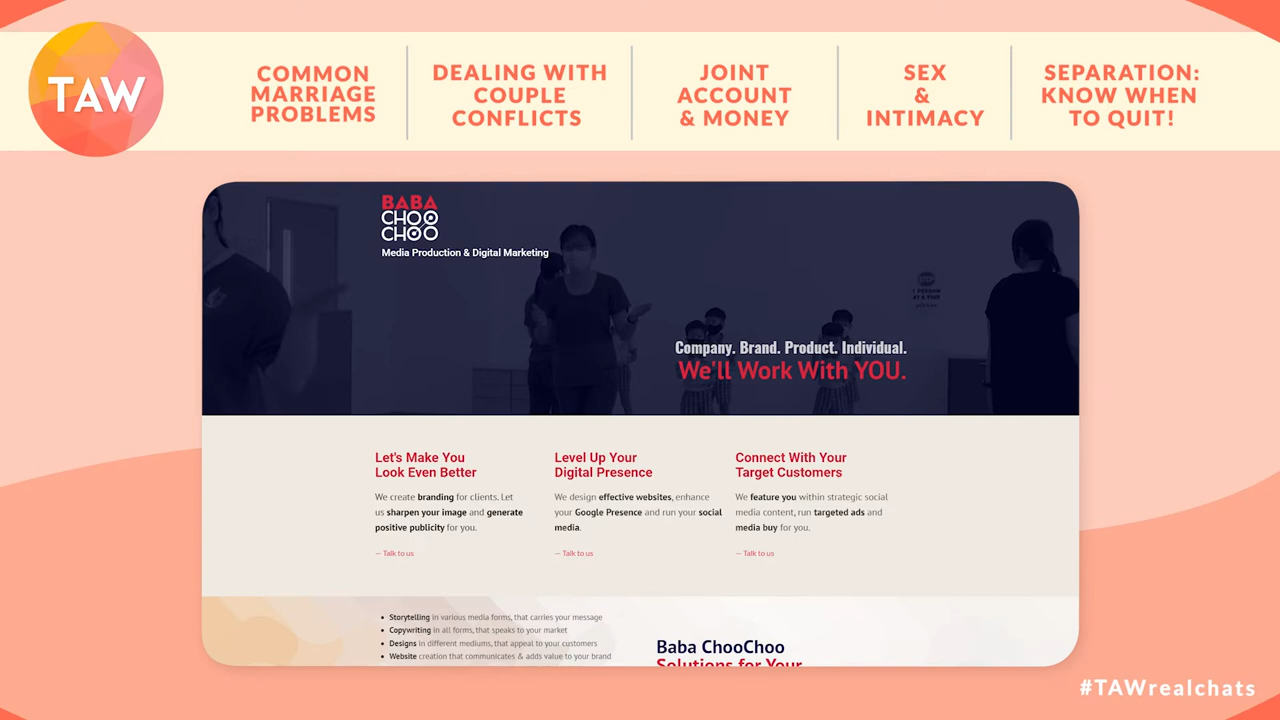 TAW
COMMON
MARRIAGE
PROBLEMS
DEALING WITH
COUPLE
CONFLICTS
JOINT
ACCOUNT
& MONEY
SEX
&
INTIMACY
SEPARATION:
KNOW WHEN
TO QUIT!
BABA
CHOO
CHOO
Media Production & Digital Marketing
1 PERSON
AT A TIME
Company. Brand. Product. Individual.
We'll Work With YOU.
Let's Make You
Look Even Better
We create branding for clients. Let
us sharpen your image and generate
positive publicity for you.
— Talk to us
Level Up Your
Digital Presence
We design effective websites, enhance
your Google Presence and run your social
media.
— Talk to us
Connect With Your
Target Customers
We feature you within strategic social
media content, run targeted ads and
media buy for you.
— Talk to us
• Storytelling in various media forms, that carries your message
• Copywriting in all forms, that speaks to your market
• Designs in different mediums, that appeal to your customers
• Website creation that communicates & adds value to your brand
Baba ChooChoo
Solutions for Your
#TAWrealchats